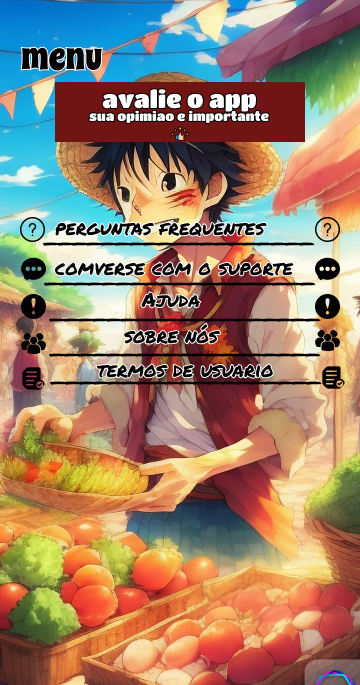 menu
avalie o app
sua opimiao e importante
PERGUNTAS FREQUENTES
COMVERSE COM O SUPORTE
AJUDA
SOBRE NÓS
TERMOS DE USUARIO